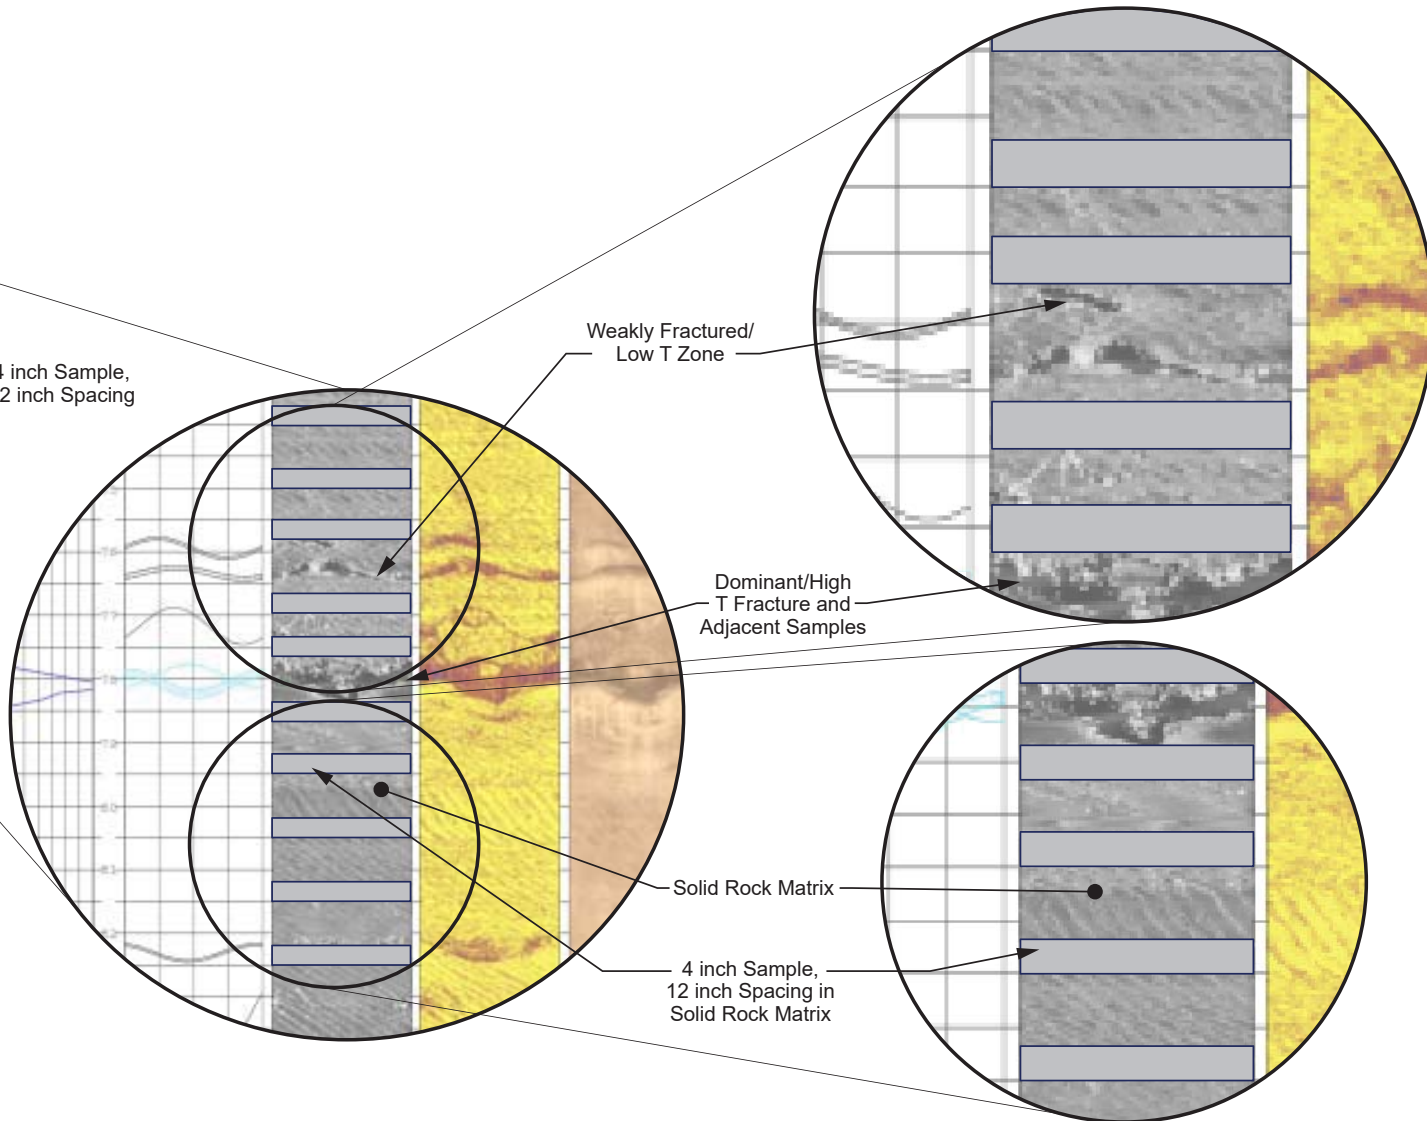 Weakly Fractured/
Low T Zone
inch Sample,
2 inch Spacing
Dominant/High
T Fracture and
Adjacent Samples
Solid Rock Matrix
4 inch Sample,
12 inch Spacing in
Solid Rock Matrix